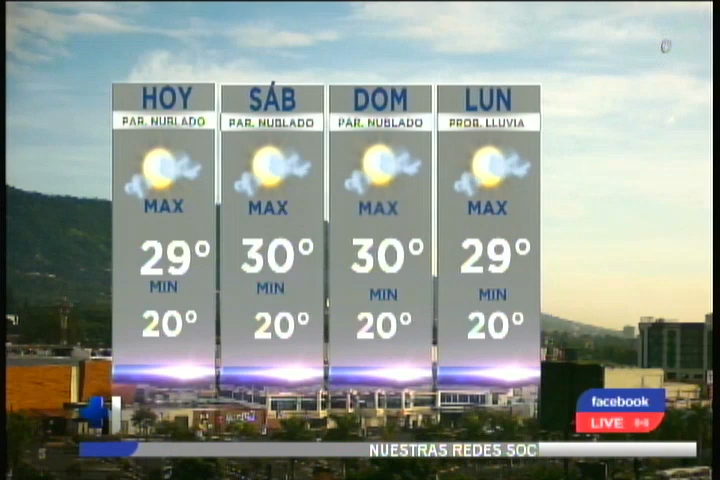 HOY SÁB DOM LUN
PAR. NUBLADO PAR. NUBLADO PAR. NUBLADO PROB. LLUVIA
MAX MAX MAX MAX
29° 30° 30° 29°
MIN MIN MIN MIN
20° 20° 20° 20°
facebook
LIVE
NUESTRAS REDES SOC